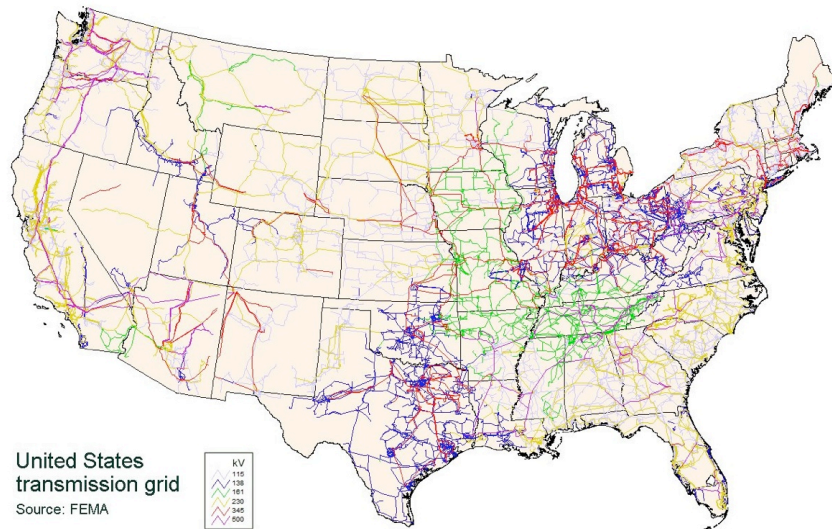 United States
transmission grid
Source: FEMA
kV
115
138
161
230
345
500